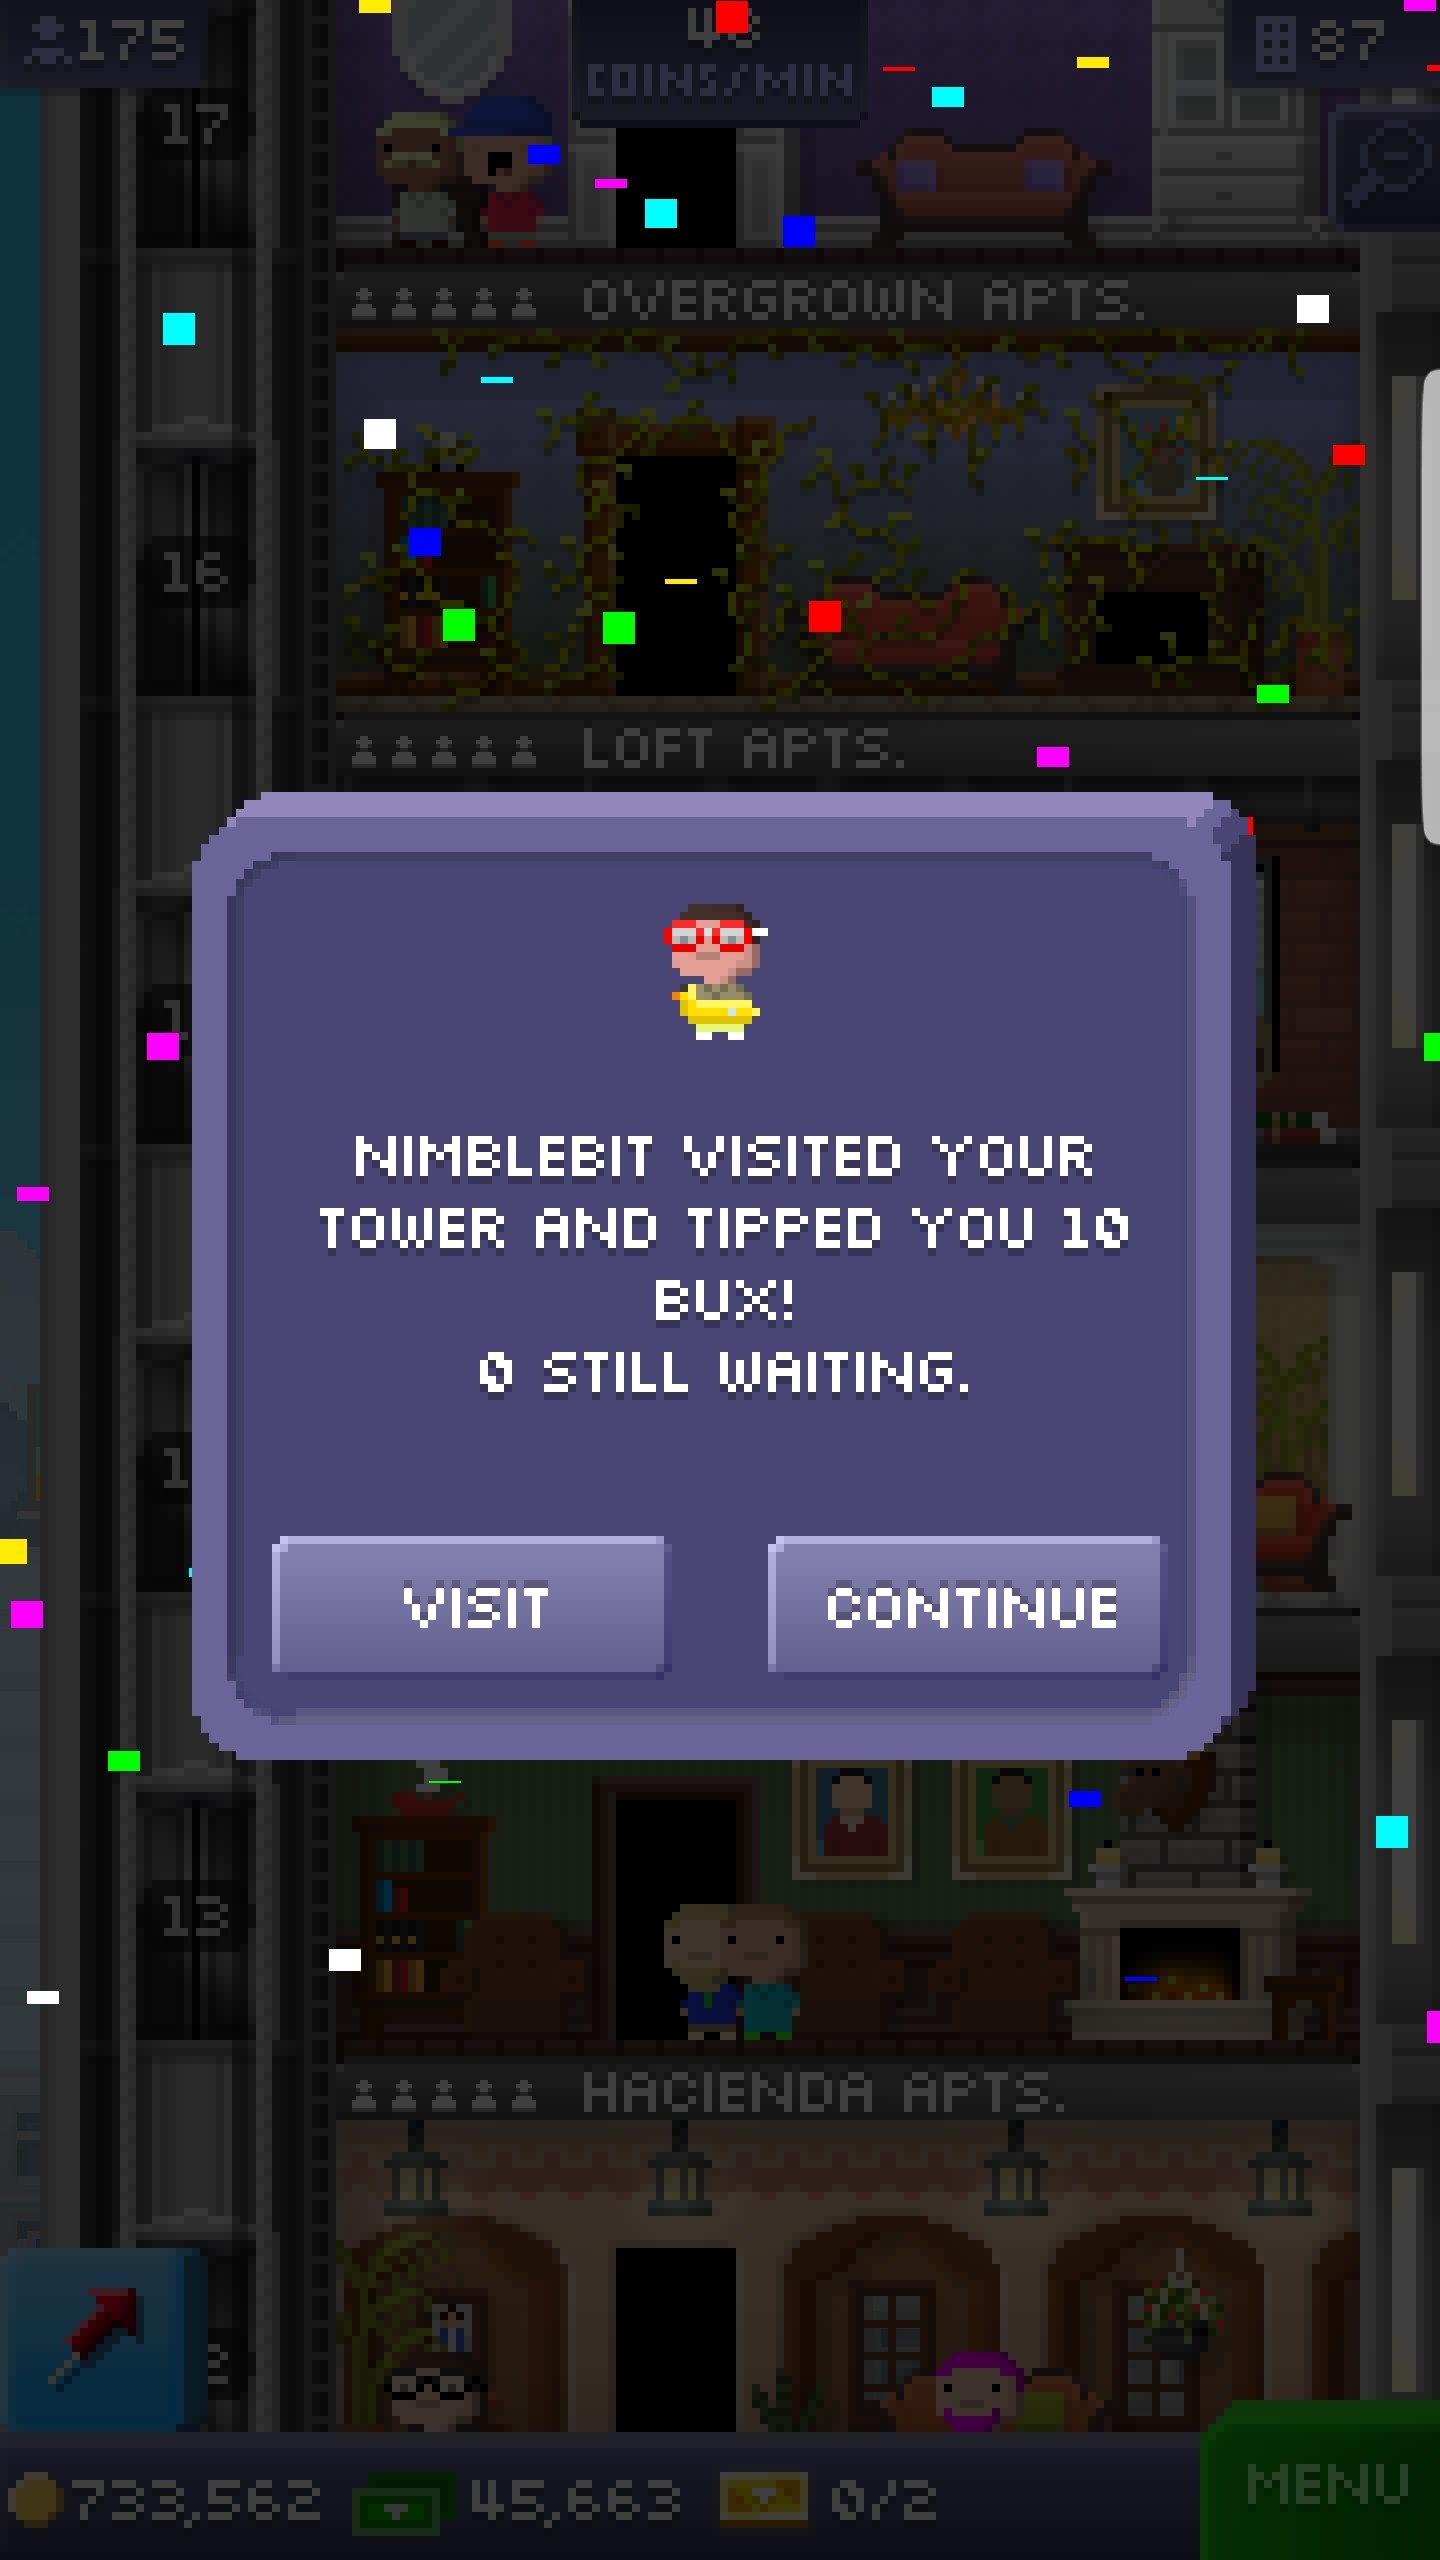 175
COINS/MIN
87
17
OVERGROWN APTS.
16
LOFT APTS.
NIMBLEBIT VISITED YOUR
TOWER AND TIPPED YOU 10
BUX!
0 STILL WAITING.
VISIT
CONTINUE
13
HACIENDA APTS.
733,562
45,663
0/2
MENU